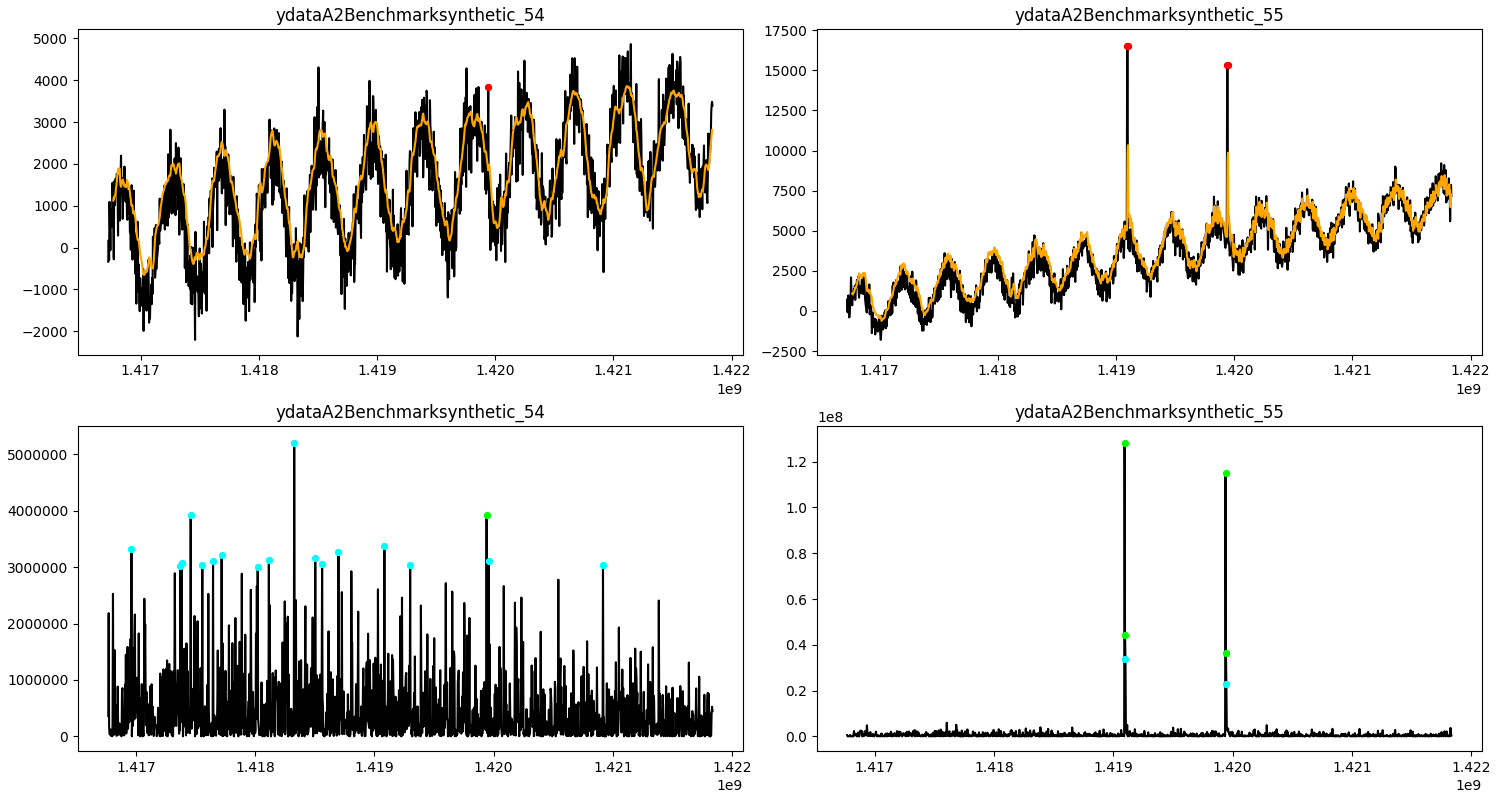 ydataA2Benchmarksynthetic_54
5000
4000
3000
2000
1000
0
−1000
−2000
1.417 1.418 1.419 1.420 1.421 1.422
1e9
ydataA2Benchmarksynthetic_55
17500
15000
12500
10000
7500
5000
2500
0
−2500
1.417 1.418 1.419 1.420 1.421 1.422
1e9
ydataA2Benchmarksynthetic_54
5000000
4000000
3000000
2000000
1000000
0
1.417 1.418 1.419 1.420 1.421 1.422
1e9
ydataA2Benchmarksynthetic_55
1e8
1.2
1.0
0.8
0.6
0.4
0.2
0.0
1.417 1.418 1.419 1.420 1.421 1.422
1e9